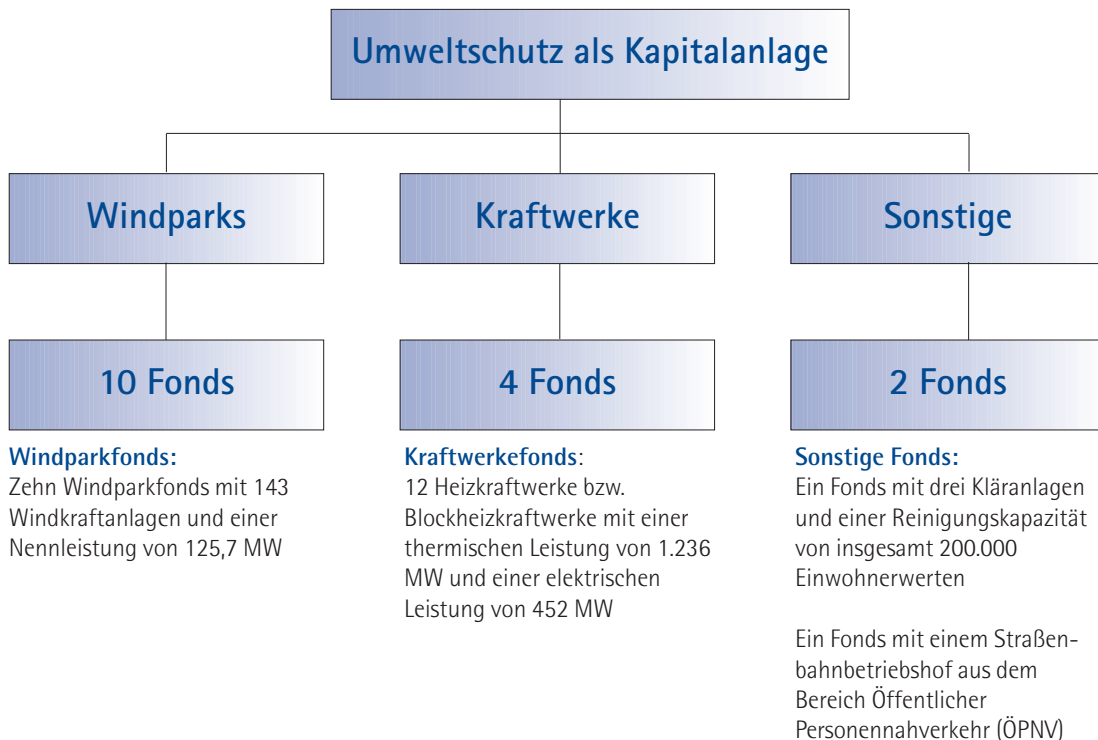 Umweltschutz als Kapitalanlage
Windparks
Kraftwerke
Sonstige
10 Fonds
4 Fonds
2 Fonds
Windparkfonds:
Zehn Windparkfonds mit 143
Windkraftanlagen und einer
Nennleistung von 125,7 MW
Kraftwerkefonds:
12 Heizkraftwerke bzw.
Blockheizkraftwerke mit einer
thermischen Leistung von 1.236
MW und einer elektrischen
Leistung von 452 MW
Sonstige Fonds:
Ein Fonds mit drei Kläranlagen
und einer Reinigungskapazität
von insgesamt 200.000
Einwohnerwerten
Ein Fonds mit einem Straßen-
bahnbetriebshof aus dem
Bereich Öffentlicher
Personennahverkehr (ÖPNV)